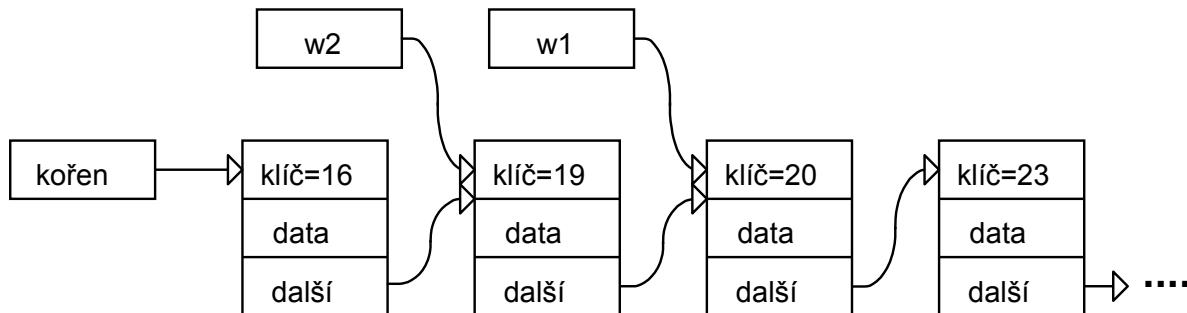 w2
w1
kořen
klíč=16
klíč=19
klíč=20
klíč=23
data
data
data
data
další
další
další
další
....